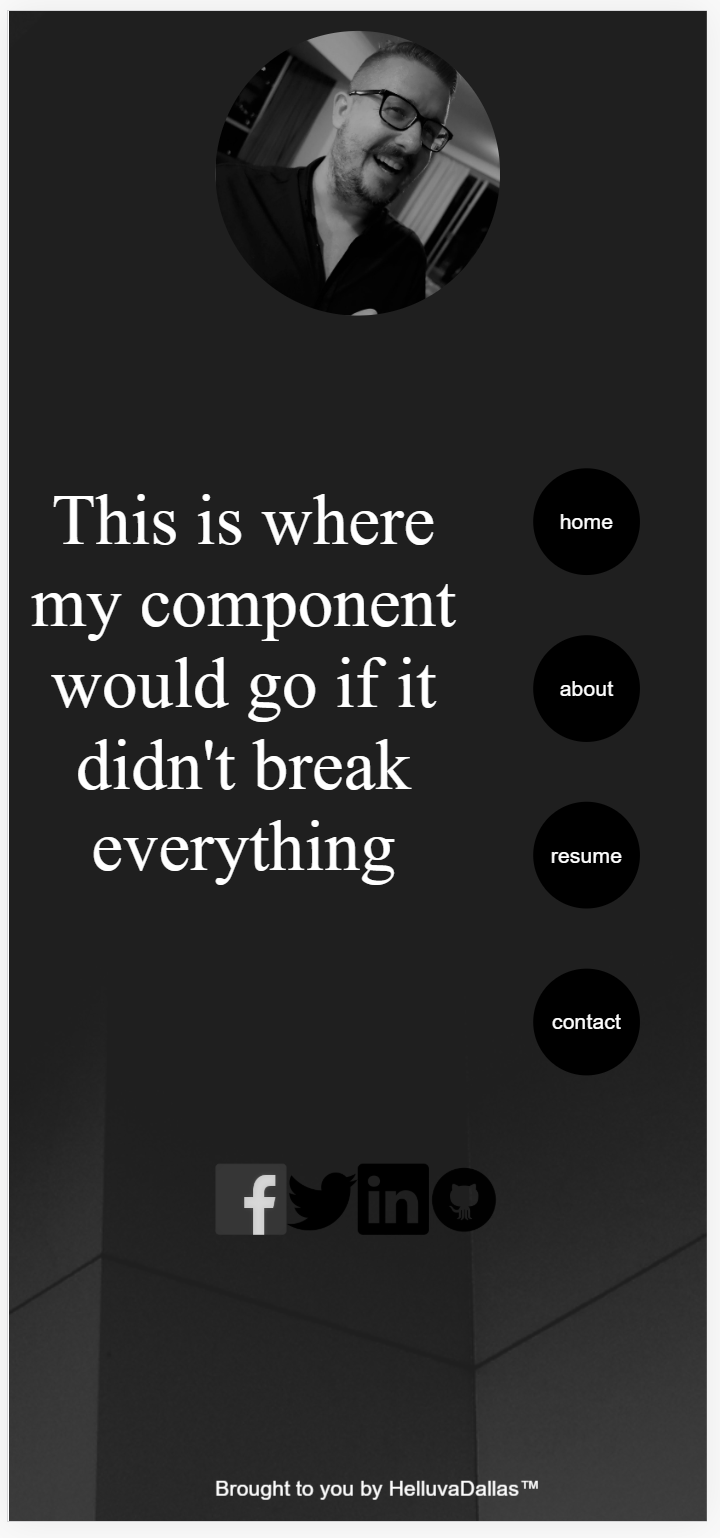 This is where
my component
would go if it
didn't break
everything
home
about
resume
contact
f
in
Brought to you by HelluvaDallas™